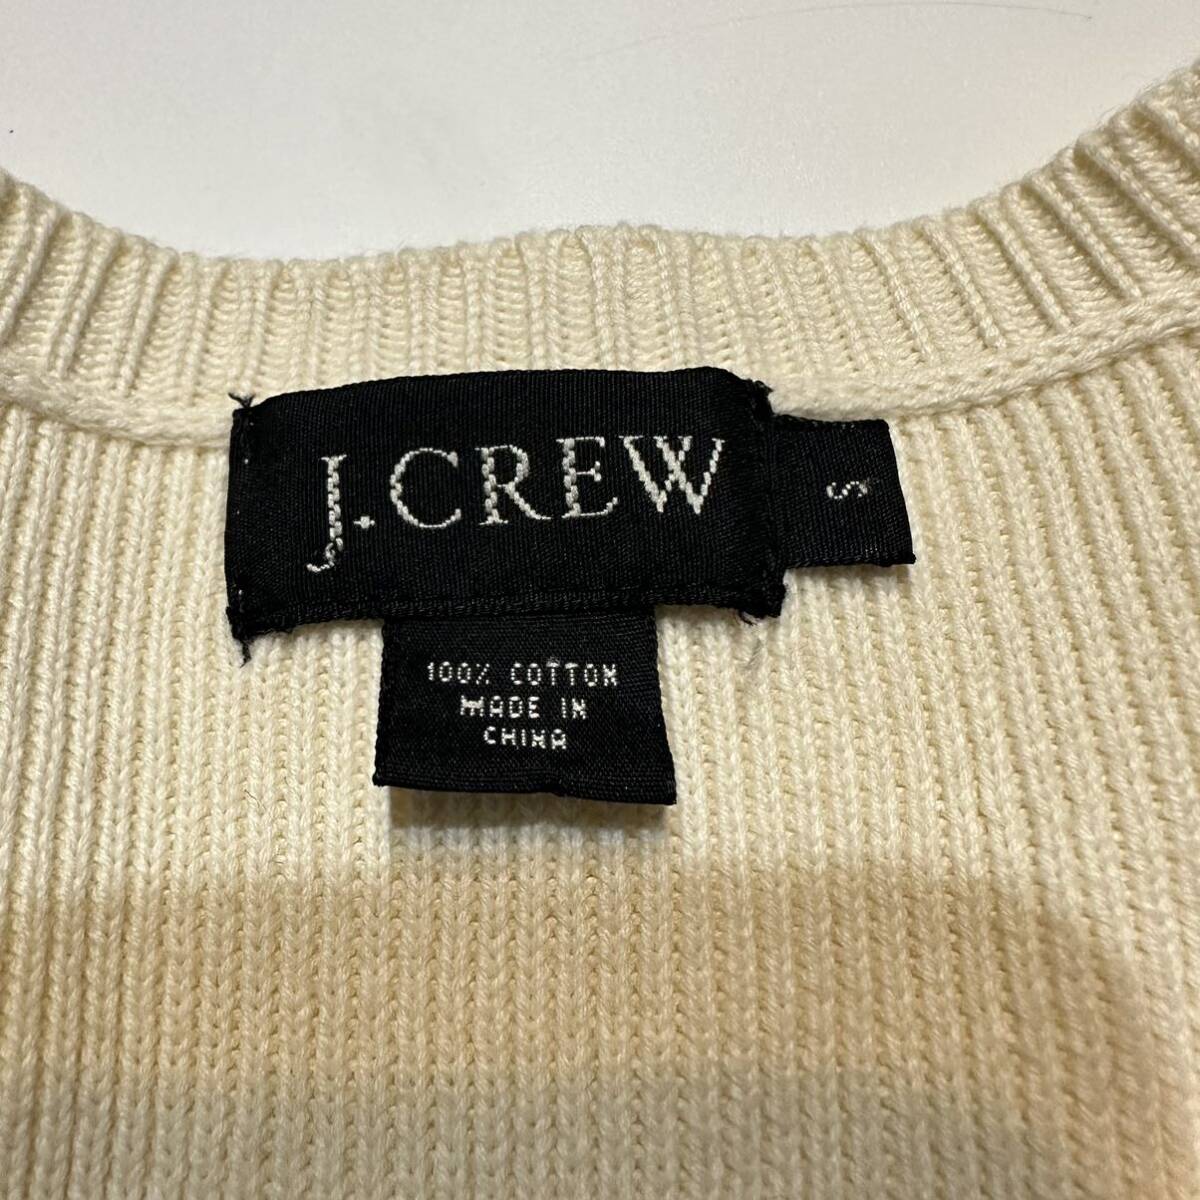 J.CREW
S
100% COTTON
MADE IN
CHINA